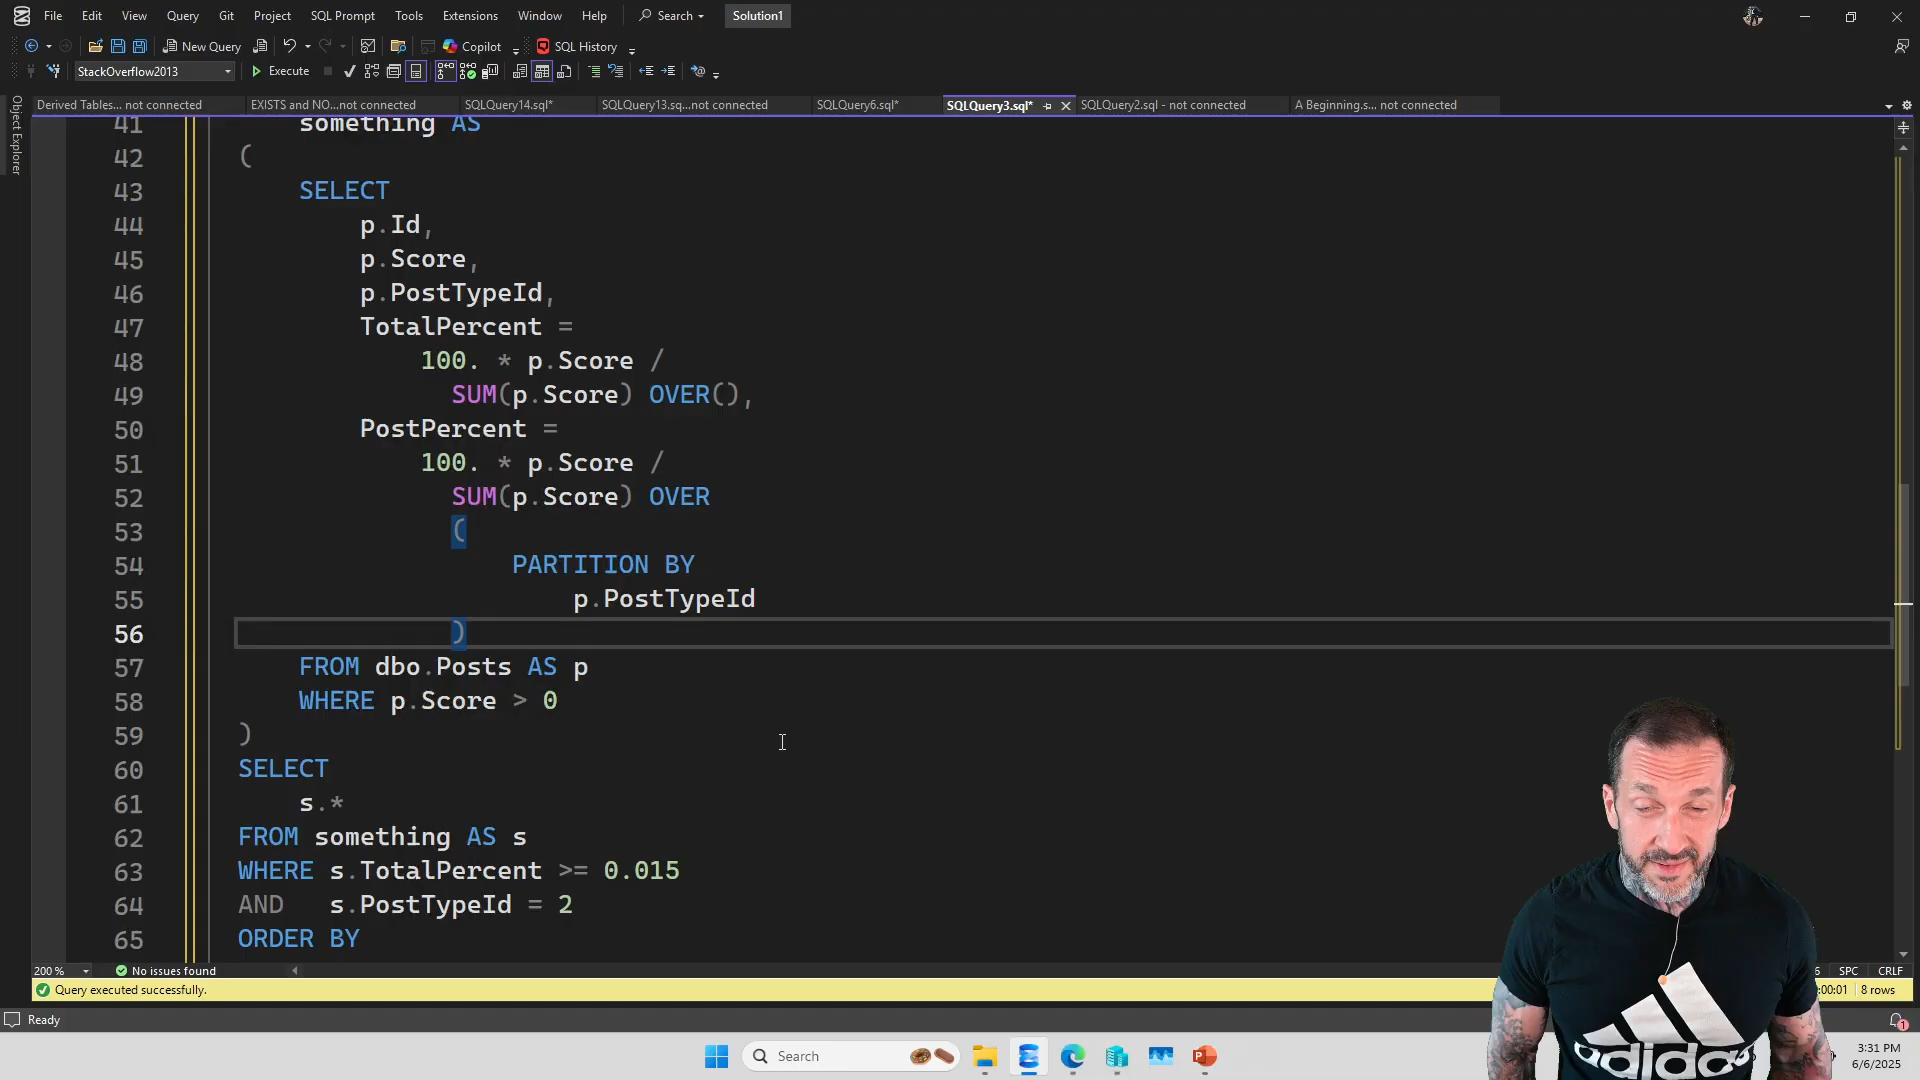 File Edit View Query Git Project SQL Prompt Tools Extensions Window Help Search Solution1
New Query Copilot SQL History
StackOverflow2013 Execute
Derived Tables... not connected EXISTS and NO...not connected SQLQuery14.sql* SQLQuery13.sq...not connected SQLQuery6.sql* SQLQuery3.sql* SQLQuery2.sql - not connected A Beginning.s... not connected
Object Explorer
41 something AS
42 (
43 SELECT
44 p.Id,
45 p.Score,
46 p.PostTypeId,
47 TotalPercent =
48 100. * p.Score /
49 SUM(p.Score) OVER(),
50 PostPercent =
51 100. * p.Score /
52 SUM(p.Score) OVER
53 (
54 PARTITION BY
55 p.PostTypeId
56 )
57 FROM dbo.Posts AS p
58 WHERE p.Score > 0
59 )
60 SELECT
61 s.*
62 FROM something AS s
63 WHERE s.TotalPercent >= 0.015
64 AND s.PostTypeId = 2
65 ORDER BY
200 % No issues found SPC CRLF
Query executed successfully. :00:01 8 rows
Ready
adidas
Search
3:31 PM
6/6/2025